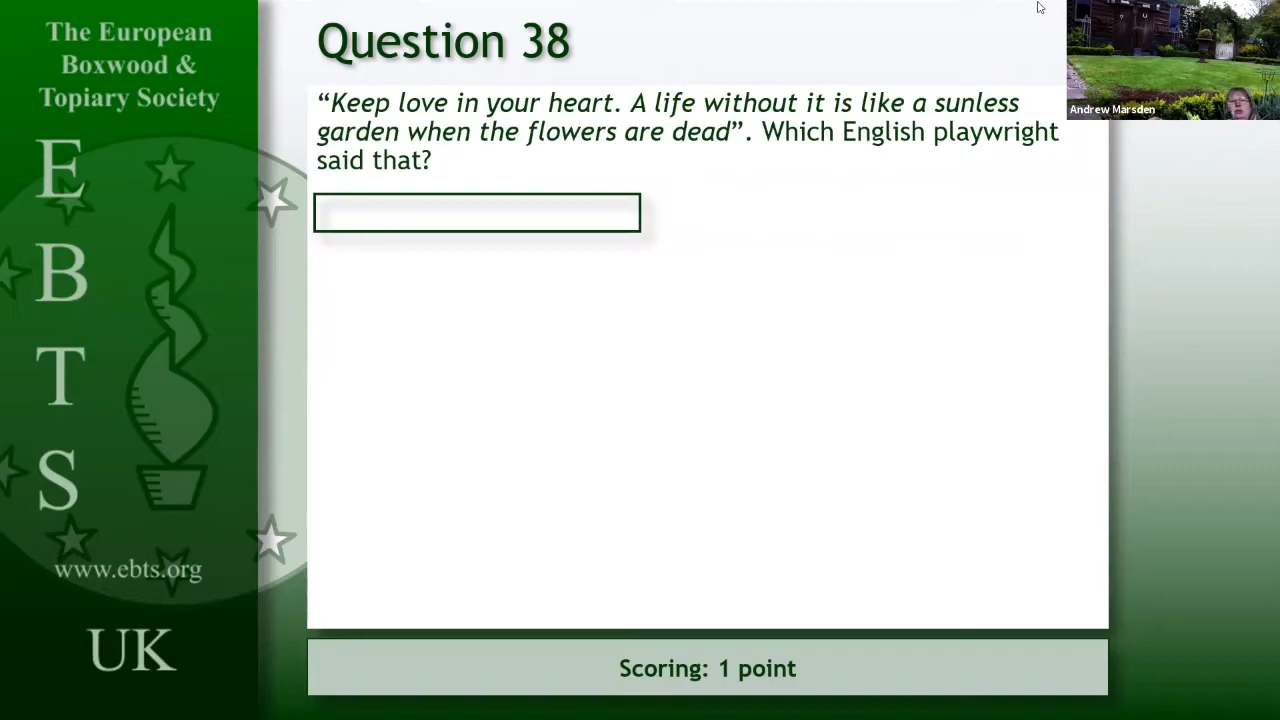 The European
Boxwood &
Topiary Society
E
B
T
S
www.ebts.org
UK
Question 38
“Keep love in your heart. A life without it is like a sunless
garden when the flowers are dead”. Which English playwright
said that?
Scoring: 1 point
Andrew Marsden